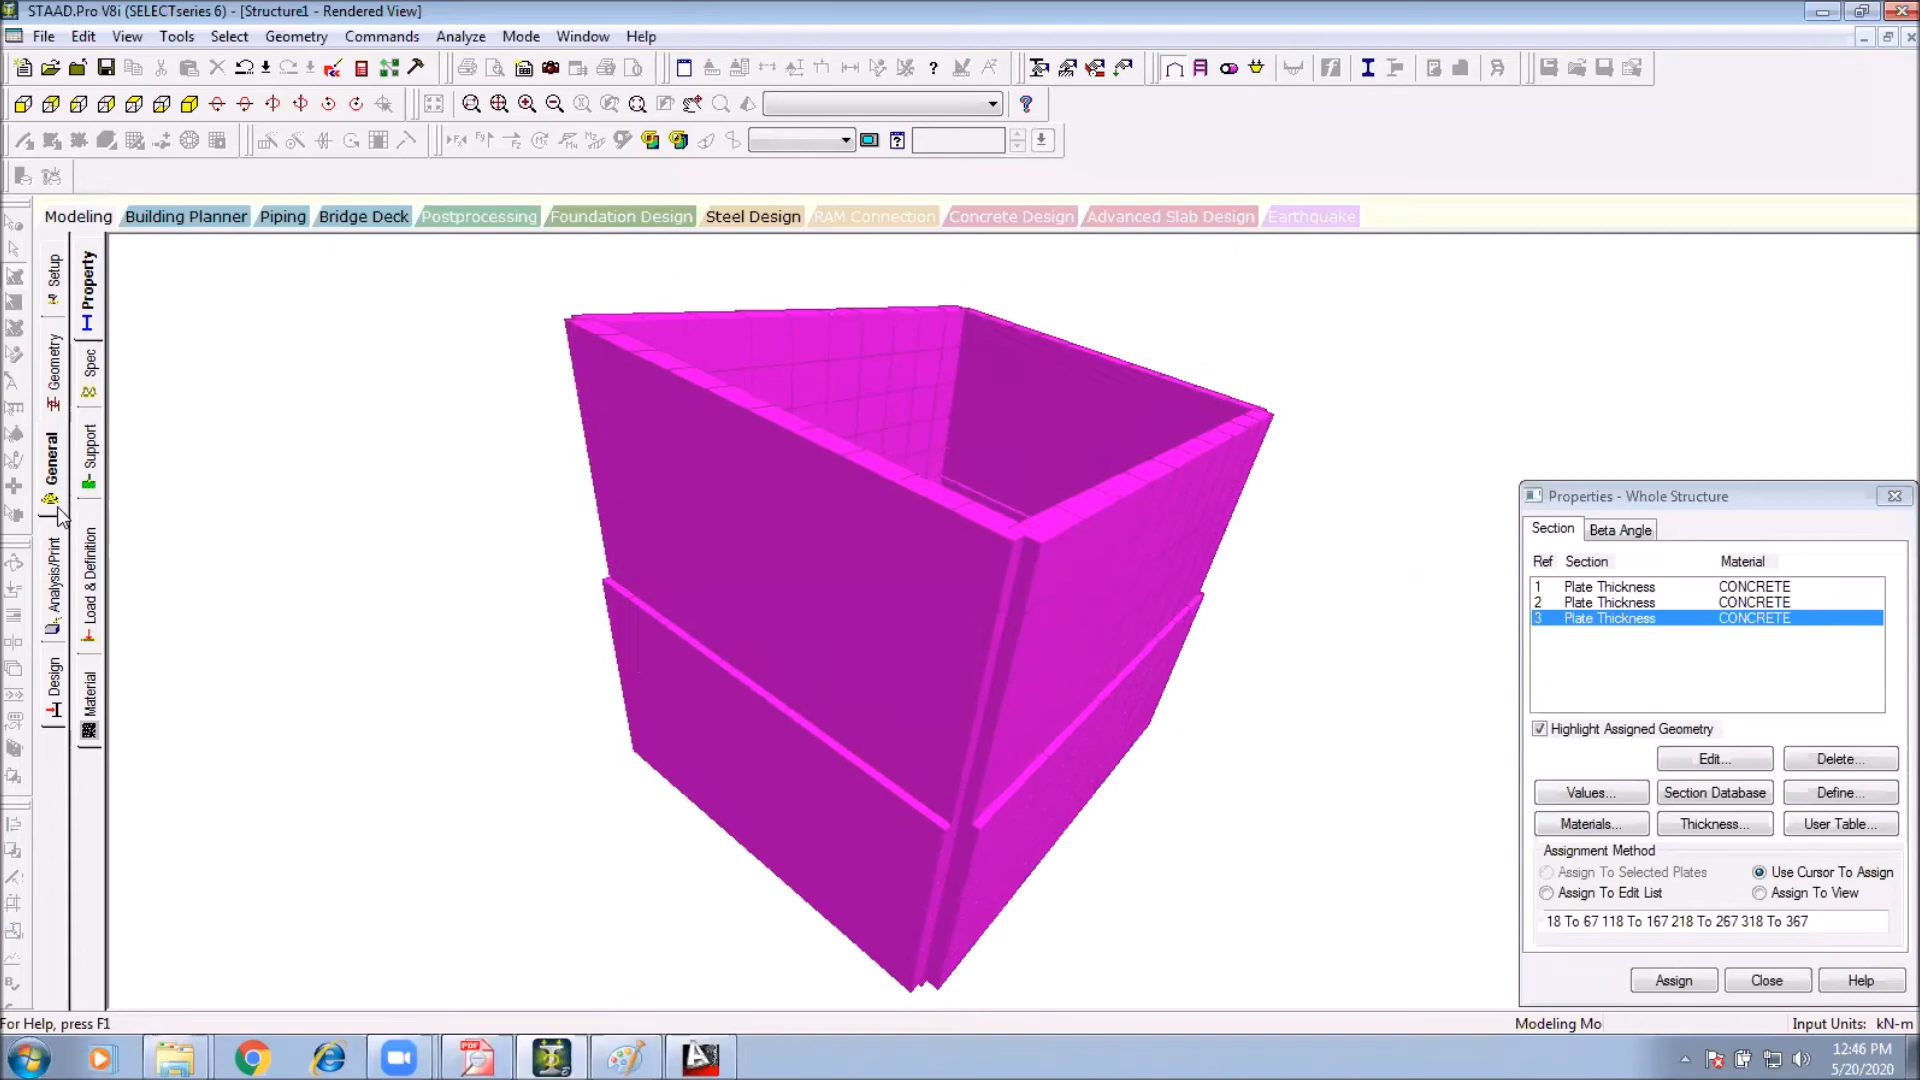 STAAD.Pro V8i (SELECTseries 6) - [Structure1 - Rendered View]
File Edit View Tools Select Geometry Commands Analyze Mode Window Help
Modeling Building Planner Piping Bridge Deck Postprocessing Foundation Design Steel Design RAM Connection Concrete Design Advanced Slab Design Earthquake
Setup
Geometry
General
Analysis/Print
Design
Property
Spec
Support
Load & Definition
Material
Properties - Whole Structure
Section Beta Angle
Ref Section Material
1 Plate Thickness CONCRETE
2 Plate Thickness CONCRETE
3 Plate Thickness CONCRETE
Highlight Assigned Geometry
Edit... Delete...
Values... Section Database Define...
Materials... Thickness... User Table...
Assignment Method
Assign To Selected Plates Use Cursor To Assign
Assign To Edit List Assign To View
18 To 67 118 To 167 218 To 267 318 To 367
Assign Close Help
For Help, press F1 Modeling Mo Input Units: kN-m
12:46 PM
5/20/2020